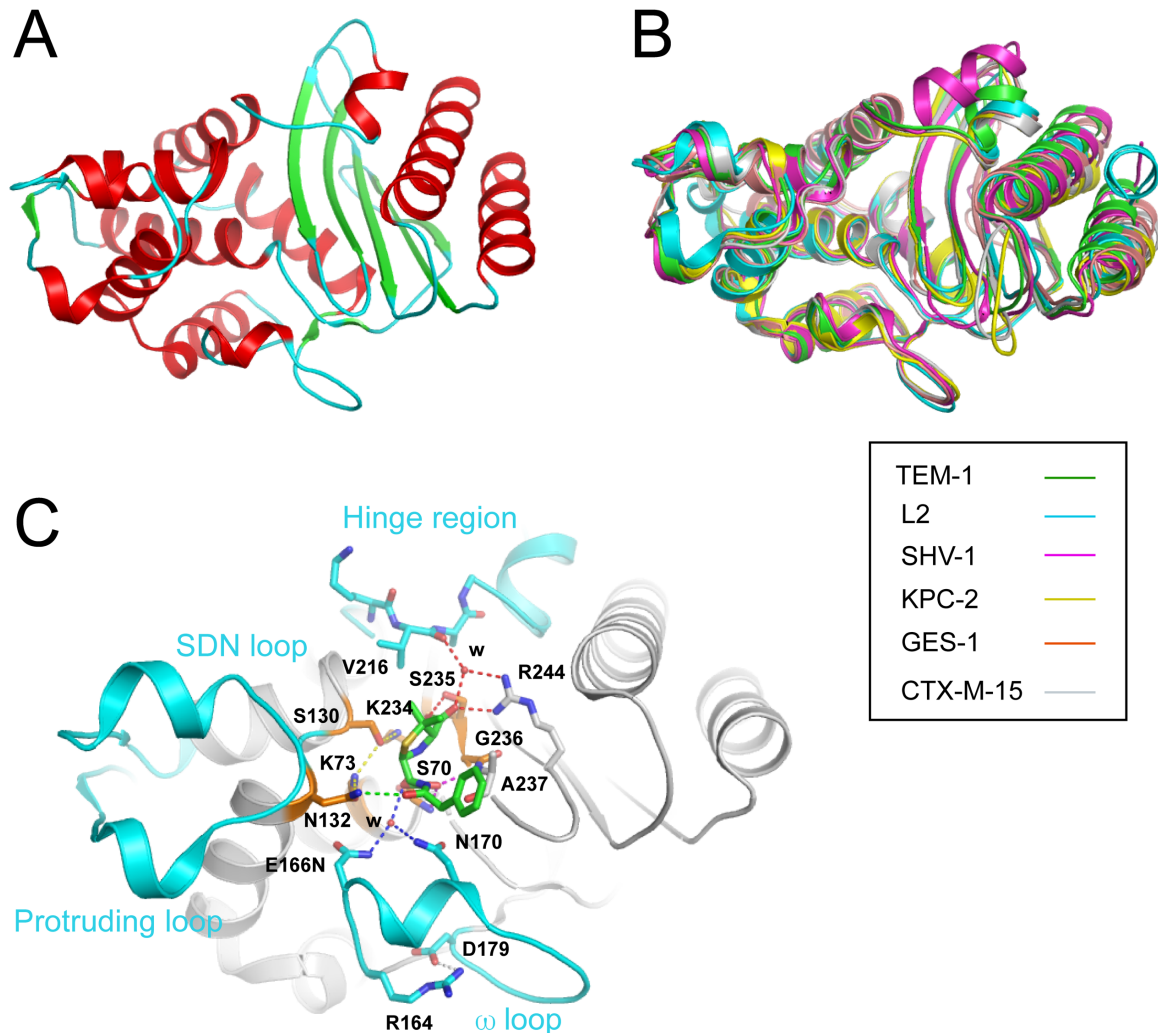 A
B
TEM-1
L2
SHV-1
KPC-2
GES-1
CTX-M-15
C
Hinge region
SDN loop
w
V216
S235
R244
S130
K234
G236
K73
S70
A237
N132
w
N170
E166N
Protruding loop
D179
R164
ω loop